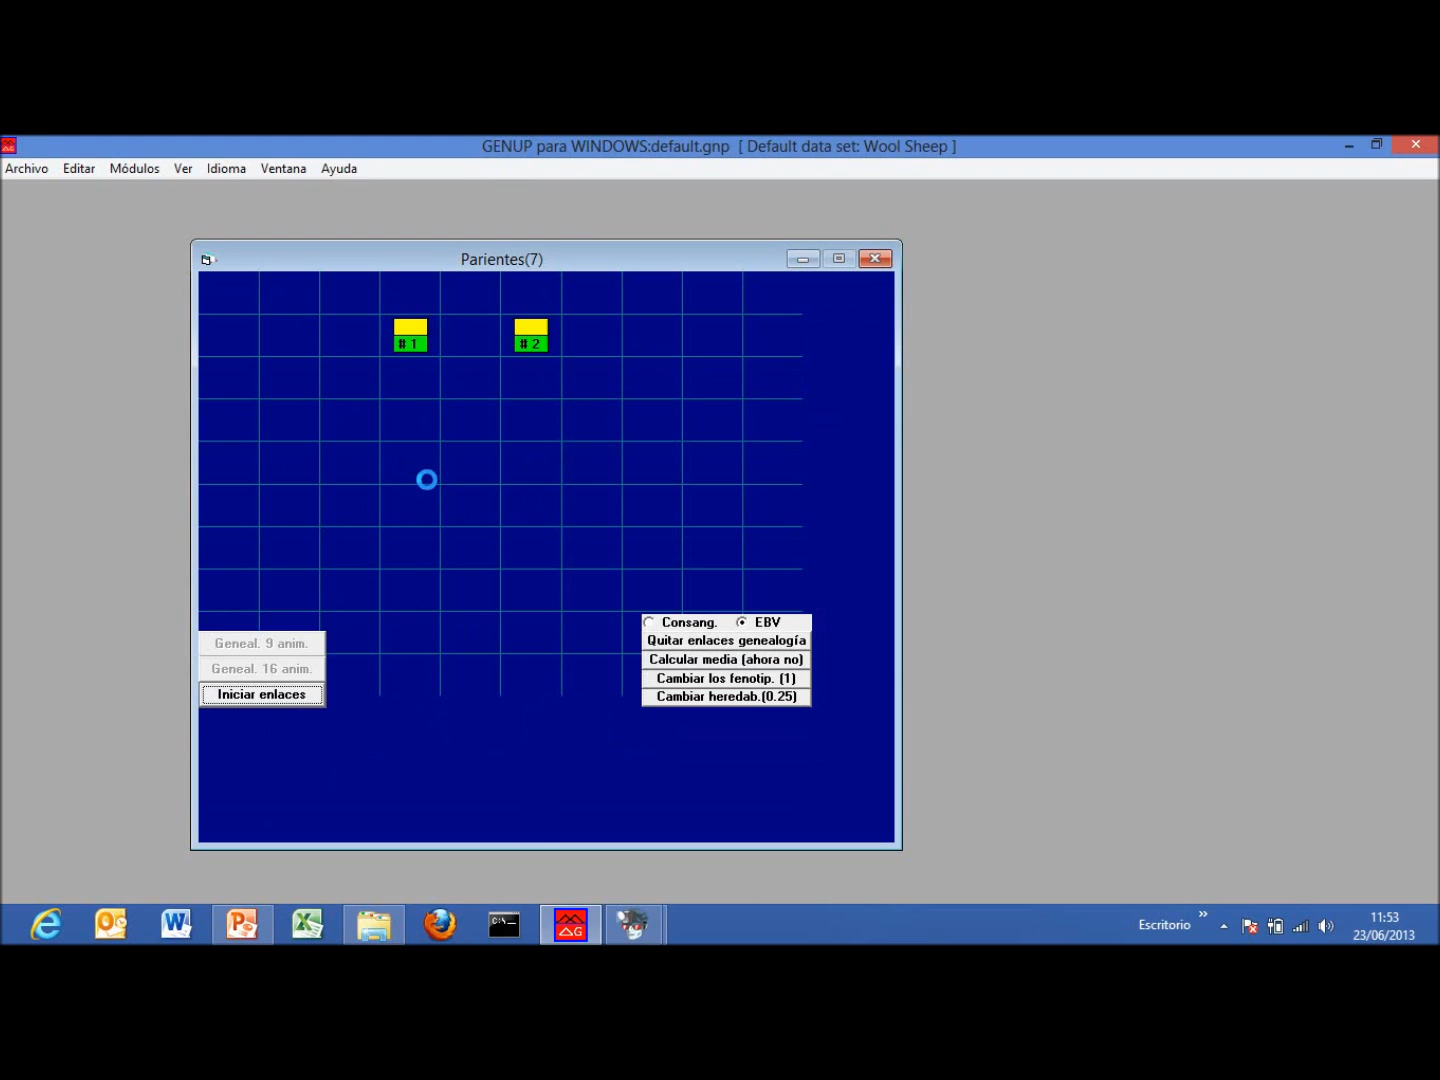 GENUP para WINDOWS:default.gnp [ Default data set: Wool Sheep ]
Archivo Editar Módulos Ver Idioma Ventana Ayuda
Parientes(7)
# 1 # 2
Consang. EBV
Quitar enlaces genealogía
Calcular media (ahora no)
Cambiar los fenotip. (1)
Cambiar heredab.(0.25)
Geneal. 9 anim.
Geneal. 16 anim.
Iniciar enlaces
C:\
G
Escritorio
11:53
23/06/2013